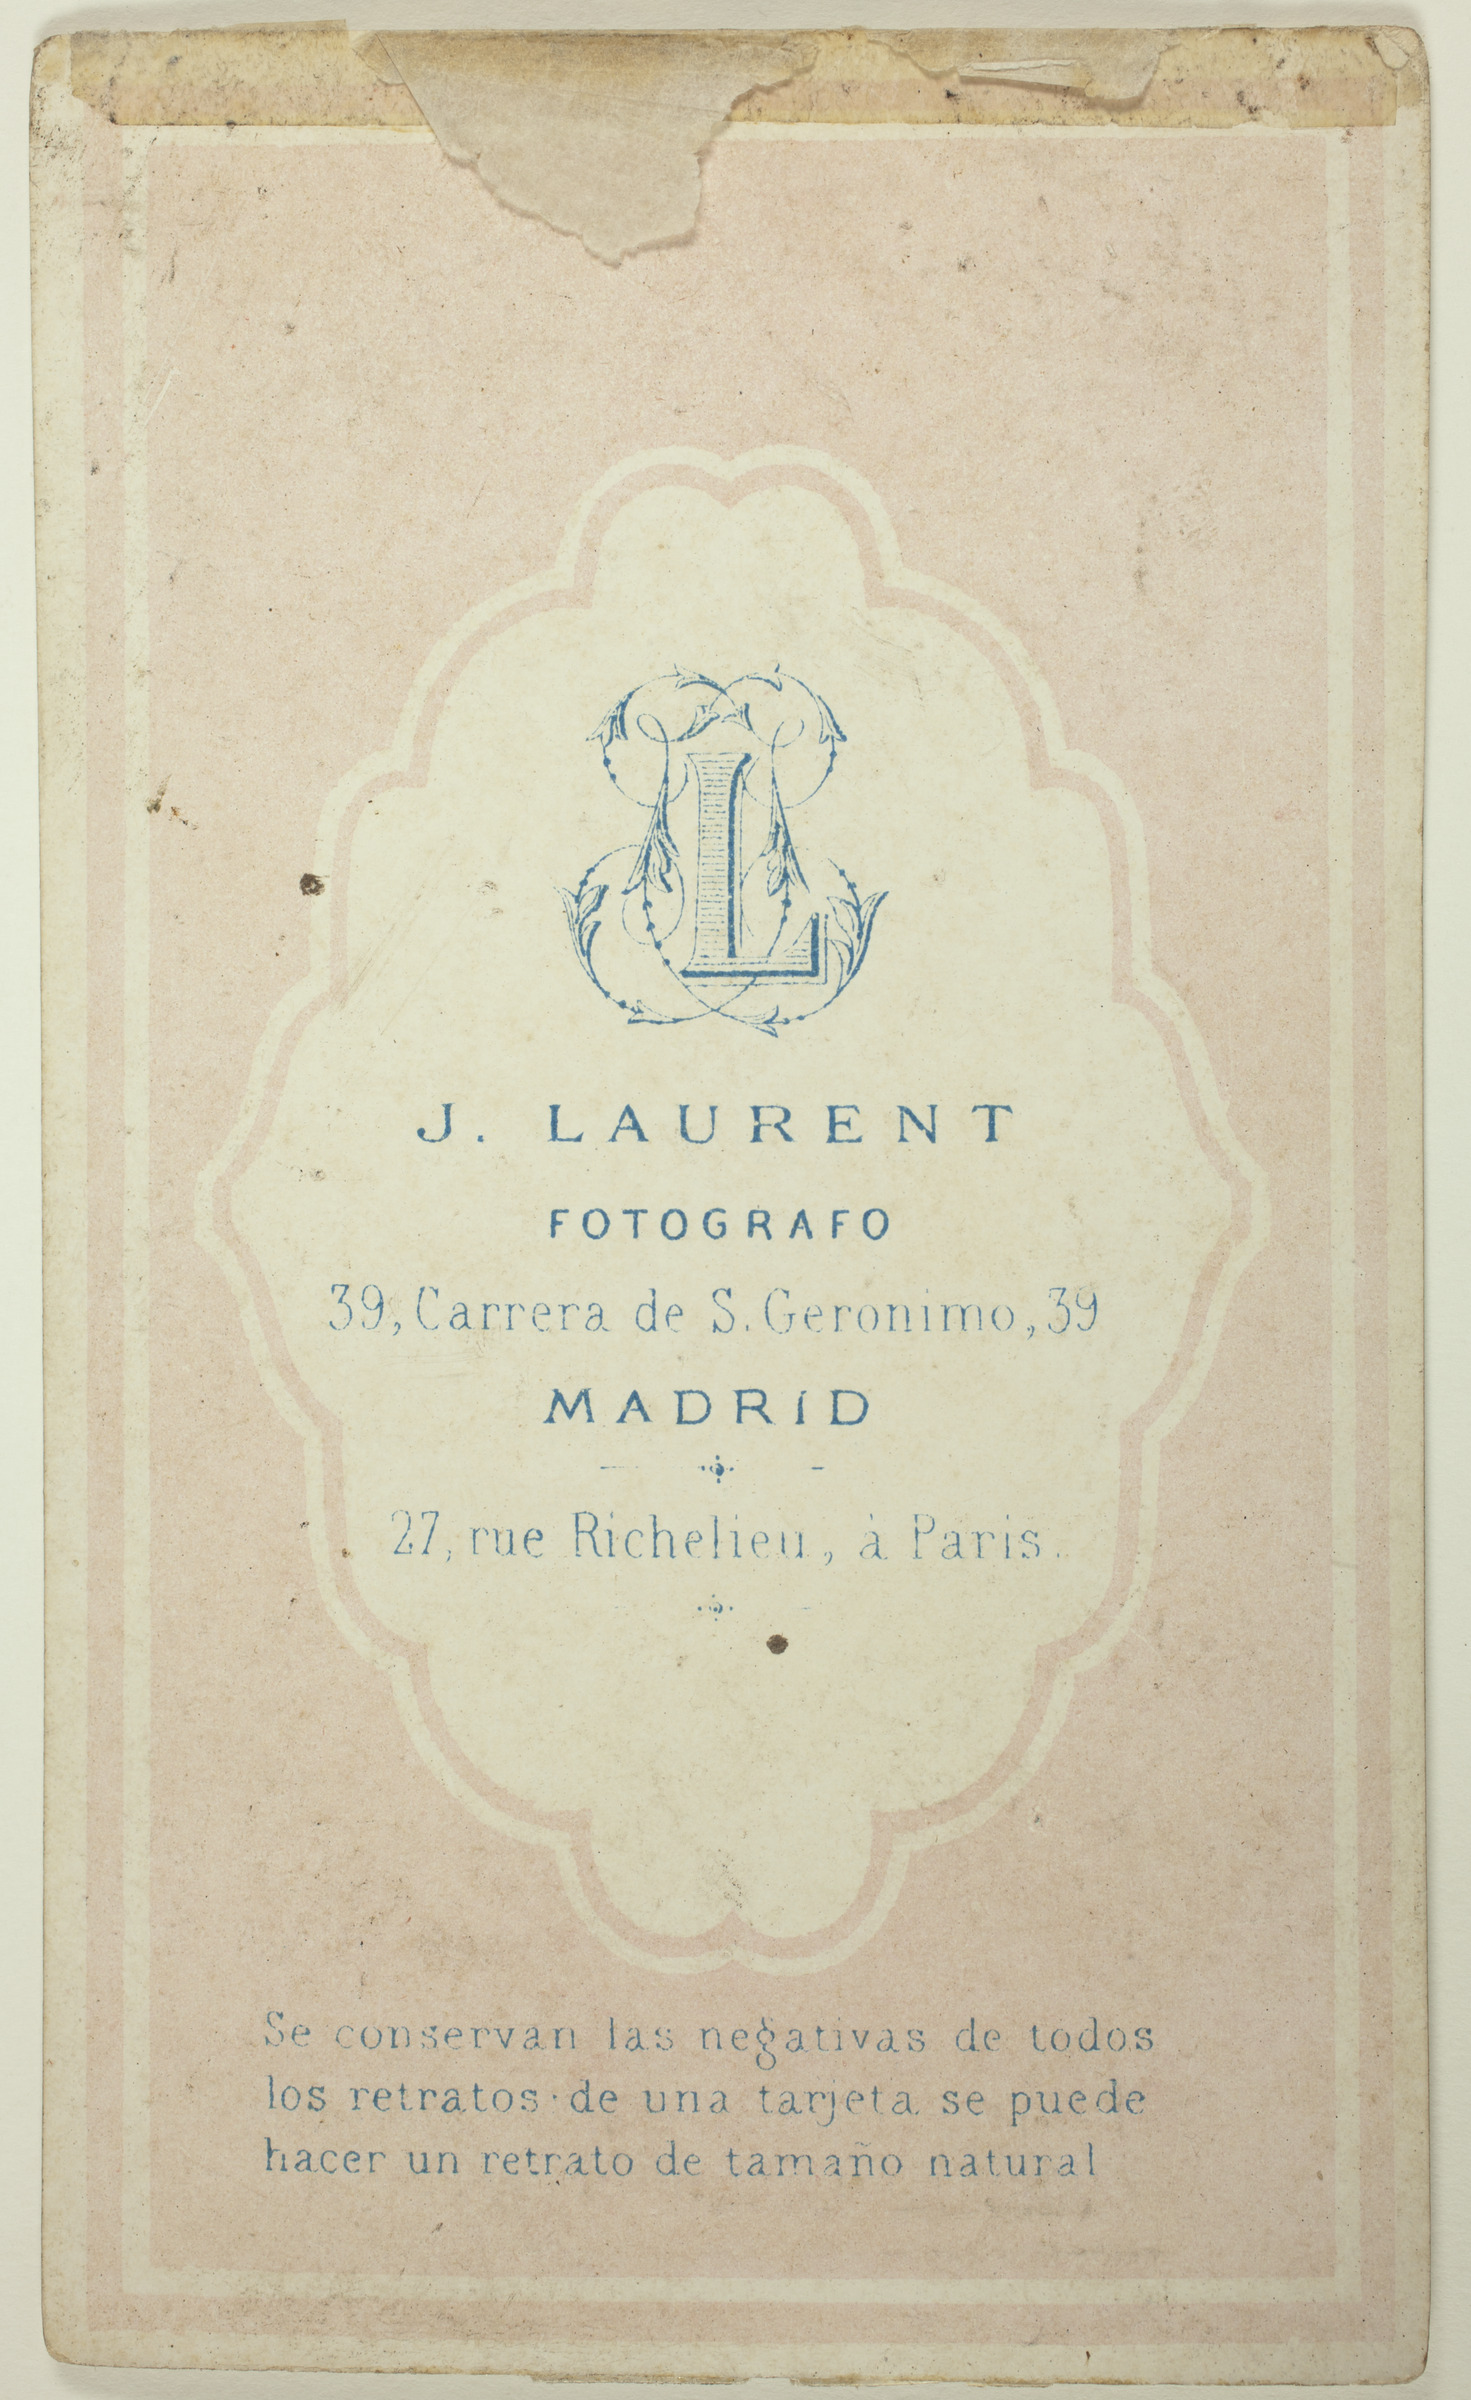 JL
J. LAURENT
FOTOGRAFO
39, Carrera de S. Geronimo, 39
MADRID
27, rue Richelieu, à Paris.
Se conservan las negativas de todos
los retratos · de una tarjeta se puede
hacer un retrato de tamaño natural